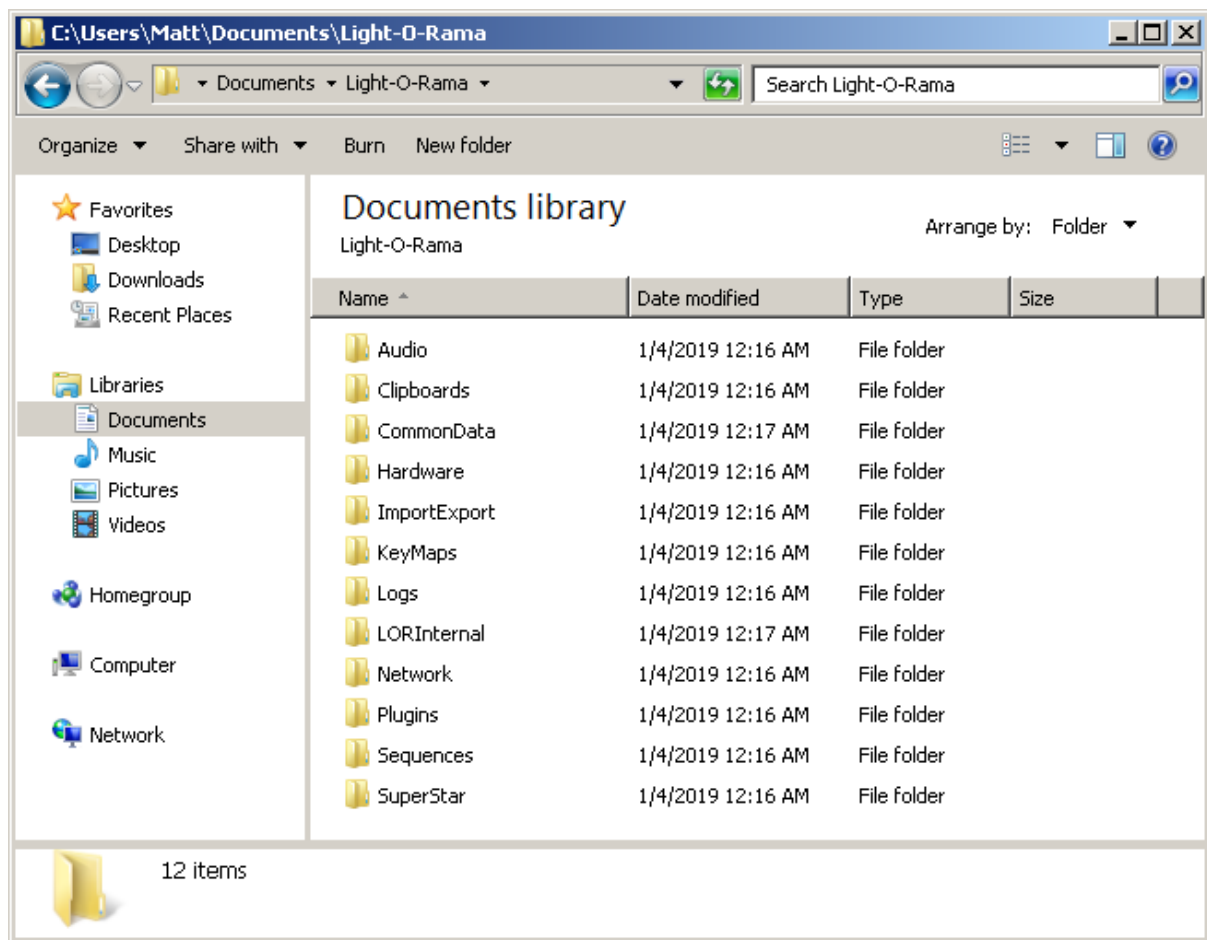 C:\Users\Matt\Documents\Light-O-Rama
Documents Light-O-Rama Search Light-O-Rama
Organize Share with Burn New folder
Favorites
Desktop
Downloads
Recent Places
Libraries
Documents
Music
Pictures
Videos
Homegroup
Computer
Network
Documents library
Light-O-Rama
Arrange by: Folder
Name Date modified Type Size
Audio 1/4/2019 12:16 AM File folder
Clipboards 1/4/2019 12:16 AM File folder
CommonData 1/4/2019 12:17 AM File folder
Hardware 1/4/2019 12:16 AM File folder
ImportExport 1/4/2019 12:16 AM File folder
KeyMaps 1/4/2019 12:16 AM File folder
Logs 1/4/2019 12:16 AM File folder
LORInternal 1/4/2019 12:17 AM File folder
Network 1/4/2019 12:16 AM File folder
Plugins 1/4/2019 12:16 AM File folder
Sequences 1/4/2019 12:16 AM File folder
SuperStar 1/4/2019 12:16 AM File folder
12 items